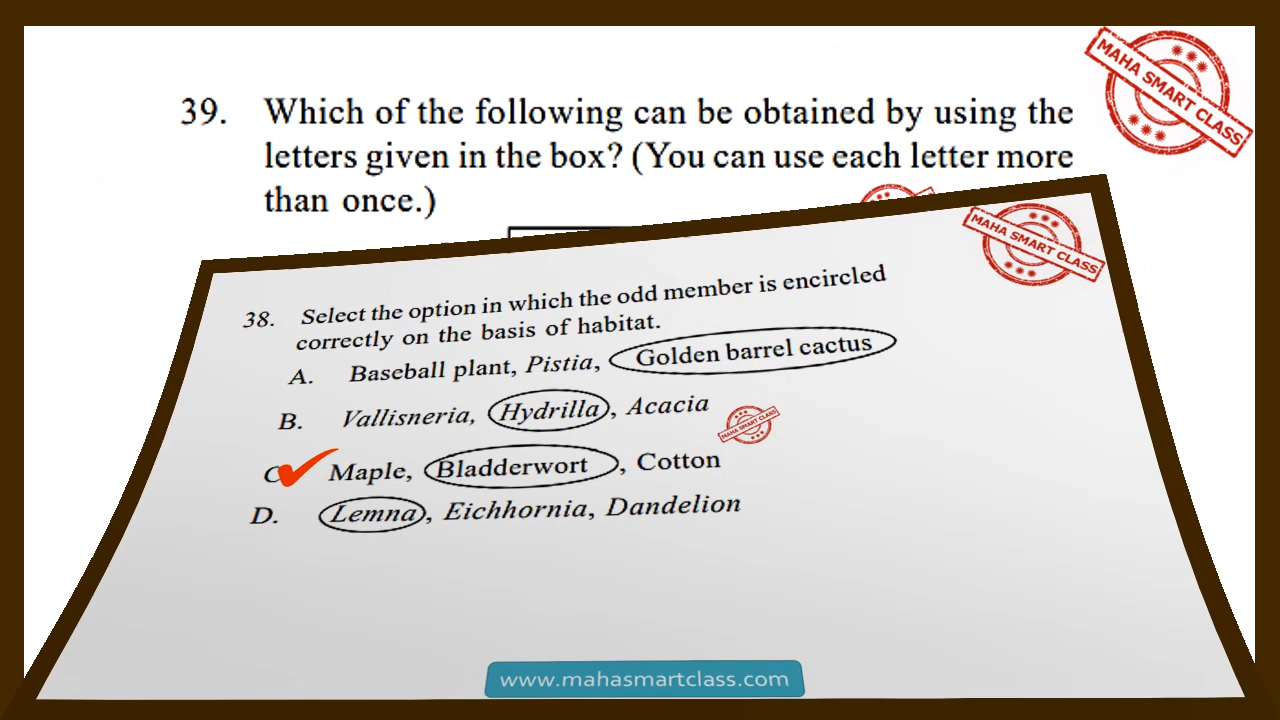 39. Which of the following can be obtained by using the
letters given in the box? (You can use each letter more
than once.)
MAHA SMART CLASS
38. Select the option in which the odd member is encircled
correctly on the basis of habitat.
MAHA SMART CLASS
A. Baseball plant, Pistia, Golden barrel cactus
B. Vallisneria, Hydrilla, Acacia
MAHA SMART CLASS
C Maple, Bladderwort, Cotton
D. Lemna, Eichhornia, Dandelion
www.mahasmartclass.com